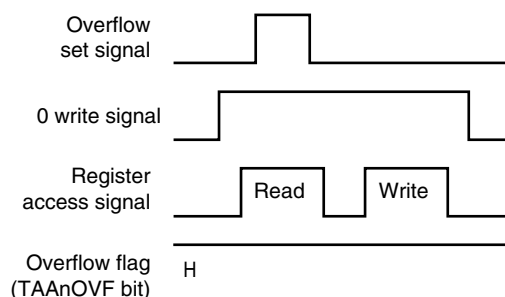 Overflow
set signal
0 write signal
Register
access signal
Read
Write
Overflow flag
(TAAnOVF bit)
H